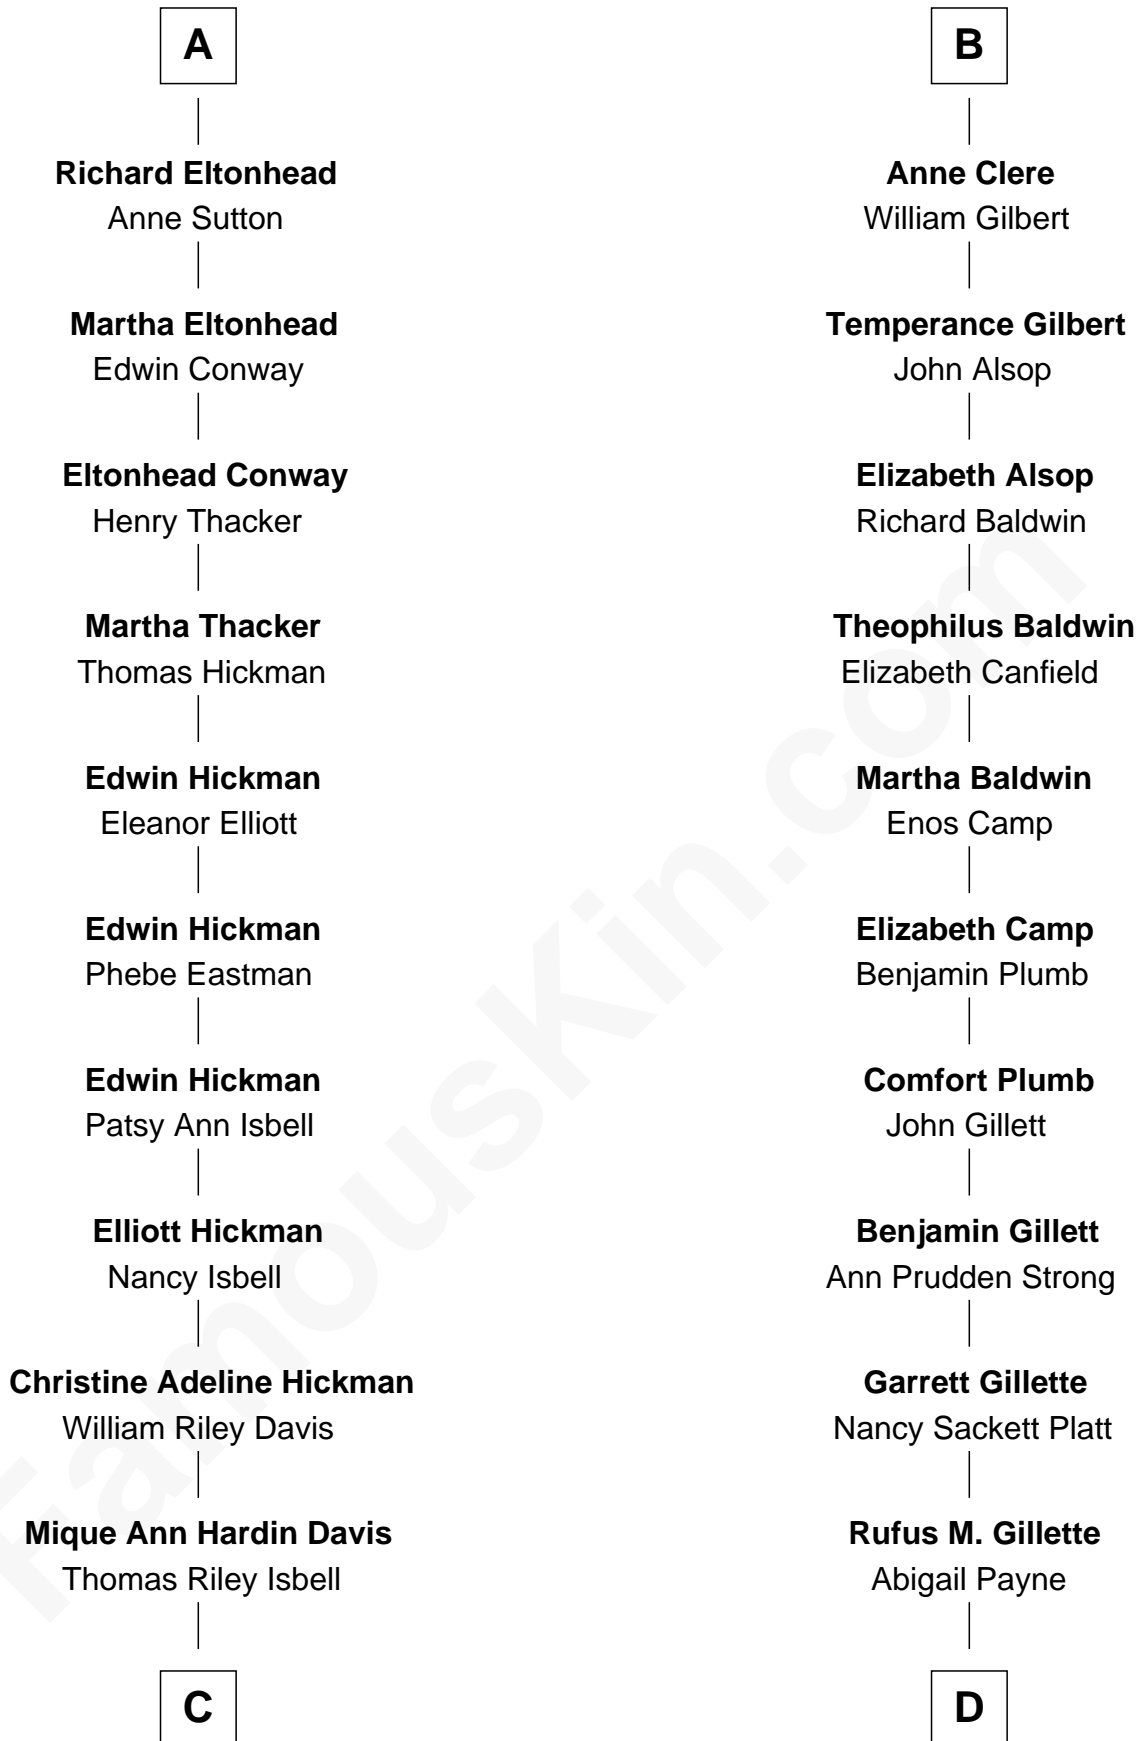 A
Richard Eltonhead
Anne Sutton
Martha Eltonhead
Edwin Conway
Eltonhead Conway
Henry Thacker
Martha Thacker
Thomas Hickman
Edwin Hickman
Eleanor Elliott
Edwin Hickman
Phebe Eastman
Edwin Hickman
Patsy Ann Isbell
Elliott Hickman
Nancy Isbell
Christine Adeline Hickman
William Riley Davis
Mique Ann Hardin Davis
Thomas Riley Isbell
C
B
Anne Clere
William Gilbert
Temperance Gilbert
John Alsop
Elizabeth Alsop
Richard Baldwin
Theophilus Baldwin
Elizabeth Canfield
Martha Baldwin
Enos Camp
Elizabeth Camp
Benjamin Plumb
Comfort Plumb
John Gillett
Benjamin Gillett
Ann Prudden Strong
Garrett Gillette
Nancy Sackett Platt
Rufus M. Gillette
Abigail Payne
D
FamousKin.com